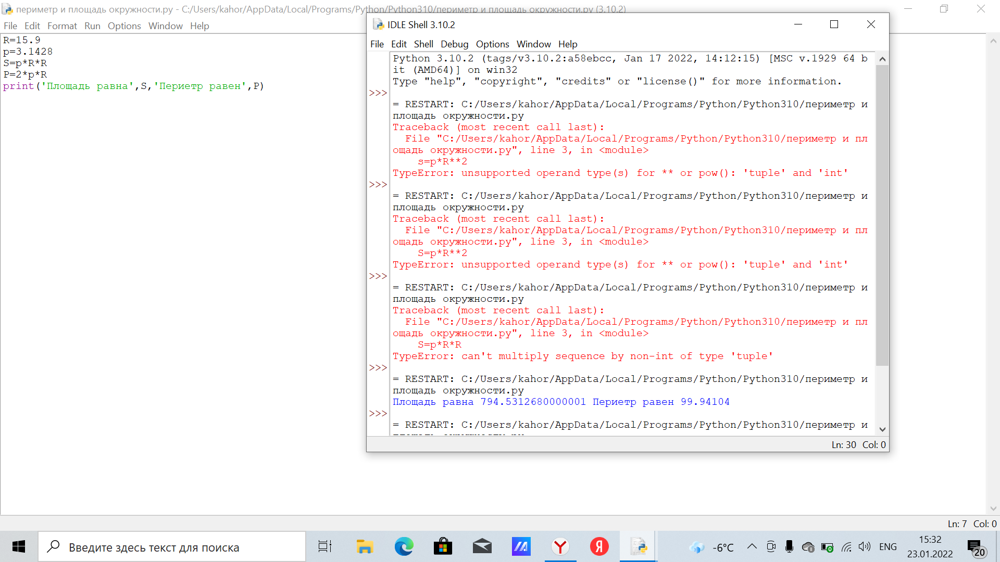 периметр и площадь окружности.py - C:/Users/kahor/AppData/Local/Programs/Python/Python310/периметр и площадь окружности.py (3.10.2)
File Edit Format Run Options Window Help
R=15.9
p=3.1428
S=p*R*R
P=2*p*R
print('Площадь равна',S,'Периетр равен',P)
IDLE Shell 3.10.2
File Edit Shell Debug Options Window Help
Python 3.10.2 (tags/v3.10.2:a58ebcc, Jan 17 2022, 14:12:15) [MSC v.1929 64 b
it (AMD64)] on win32
Type "help", "copyright", "credits" or "license()" for more information.
>>>
= RESTART: C:/Users/kahor/AppData/Local/Programs/Python/Python310/периметр и
площадь окружности.py
Traceback (most recent call last):
File "C:/Users/kahor/AppData/Local/Programs/Python/Python310/периметр и пл
ощадь окружности.py", line 3, in <module>
s=p*R**2
TypeError: unsupported operand type(s) for ** or pow(): 'tuple' and 'int'
>>>
= RESTART: C:/Users/kahor/AppData/Local/Programs/Python/Python310/периметр и
площадь окружности.py
Traceback (most recent call last):
File "C:/Users/kahor/AppData/Local/Programs/Python/Python310/периметр и пл
ощадь окружности.py", line 3, in <module>
S=p*R**2
TypeError: unsupported operand type(s) for ** or pow(): 'tuple' and 'int'
>>>
= RESTART: C:/Users/kahor/AppData/Local/Programs/Python/Python310/периметр и
площадь окружности.py
Traceback (most recent call last):
File "C:/Users/kahor/AppData/Local/Programs/Python/Python310/периметр и пл
ощадь окружности.py", line 3, in <module>
S=p*R*R
TypeError: can't multiply sequence by non-int of type 'tuple'
>>>
= RESTART: C:/Users/kahor/AppData/Local/Programs/Python/Python310/периметр и
площадь окружности.py
Площадь равна 794.5312680000001 Периетр равен 99.94104
>>>
= RESTART: C:/Users/kahor/AppData/Local/Programs/Python/Python310/периметр и
Ln: 30 Col: 0
Ln: 7 Col: 0
Введите здесь текст для поиска
-6°C
ENG
15:32
23.01.2022
20